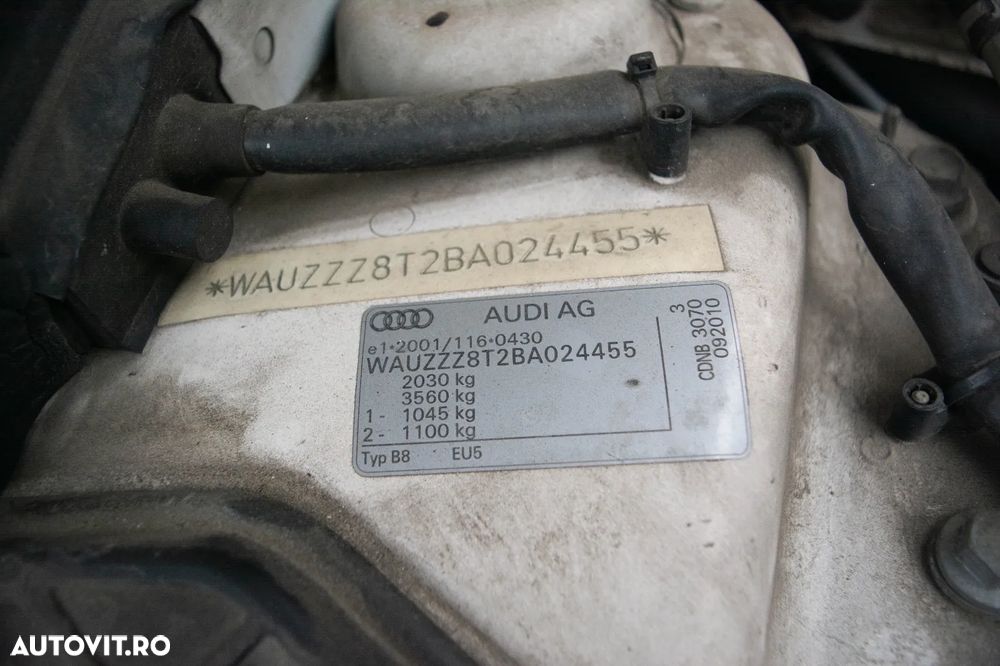 *WAUZZZ8T2BA024455*
AUDI AG
e1*2001/116*0430
WAUZZZ8T2BA024455
2030 kg
3560 kg
1- 1045 kg
2- 1100 kg
Typ B8 EU5
3
CDNB 3070
092010
AUTOVIT.RO